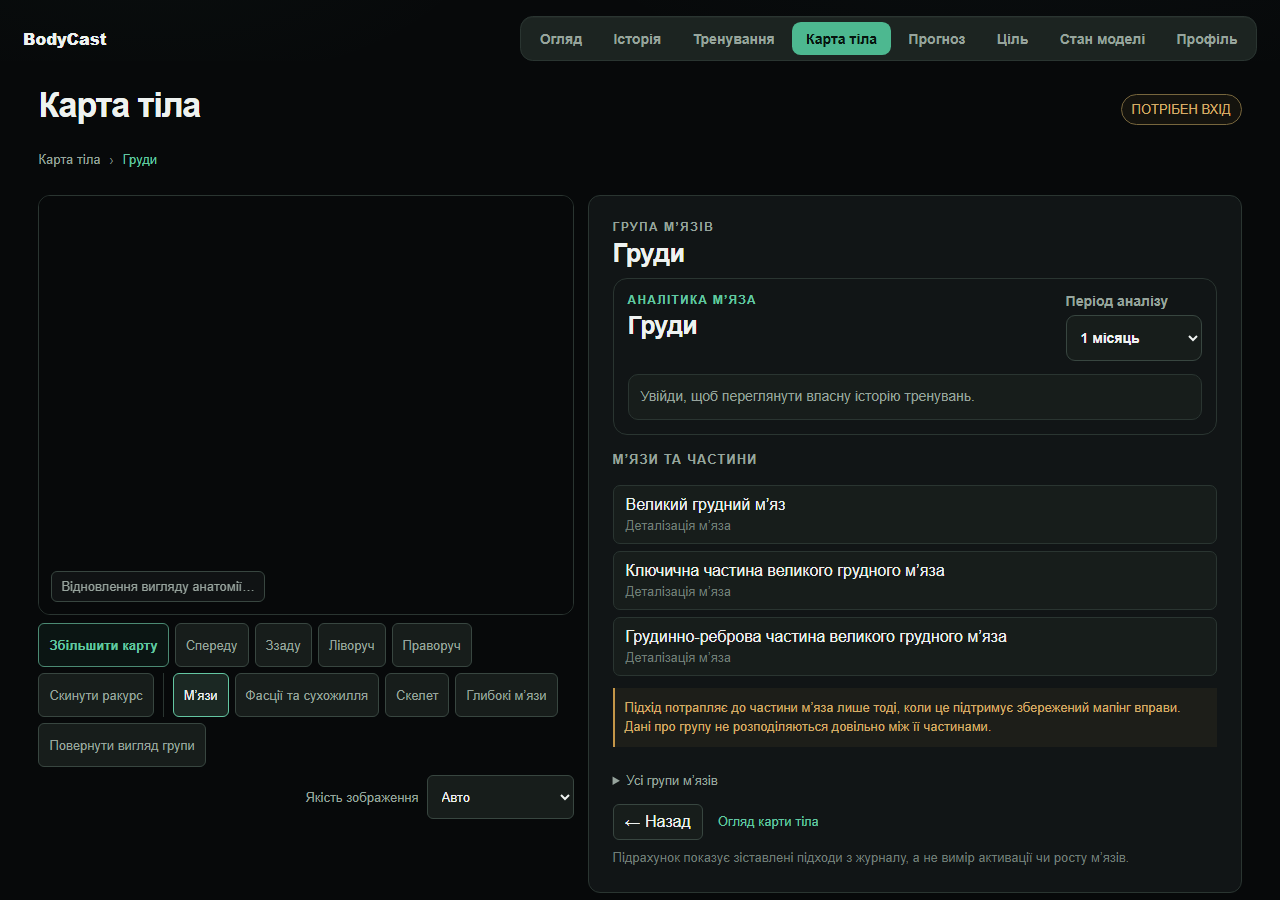 BodyCast
Огляд
Історія
Тренування
Карта тіла
Прогноз
Ціль
Стан моделі
Профіль
Карта тіла
ПОТРІБЕН ВХІД
Карта тіла › Груди
Відновлення вигляду анатомії…
Збільшити карту
Спереду
Ззаду
Ліворуч
Праворуч
Скинути ракурс
М’язи
Фасції та сухожилля
Скелет
Глибокі м’язи
Повернути вигляд групи
Якість зображення
Авто
ГРУПА М’ЯЗІВ
Груди
АНАЛІТИКА М’ЯЗА
Груди
Період аналізу
1 місяць
Увійди, щоб переглянути власну історію тренувань.
М’ЯЗИ ТА ЧАСТИНИ
Великий грудний м’яз
Деталізація м’яза
Ключична частина великого грудного м’яза
Деталізація м’яза
Грудинно-реброва частина великого грудного м’яза
Деталізація м’яза
Підхід потрапляє до частини м’яза лише тоді, коли це підтримує збережений мапінг вправи.
Дані про групу не розподіляються довільно між її частинами.
▶ Усі групи м’язів
← Назад
Огляд карти тіла
Підрахунок показує зіставлені підходи з журналу, а не вимір активації чи росту м’язів.